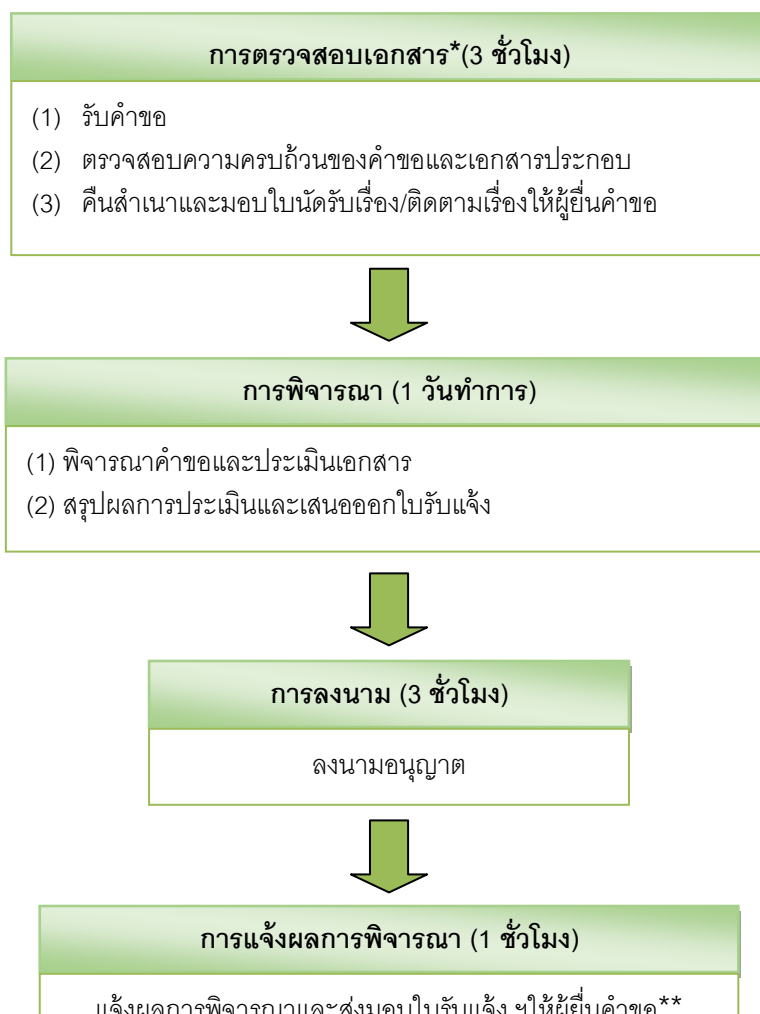 การตรวจสอบเอกสาร*(3 ชั่วโมง)
(1) รับคำขอ
(2) ตรวจสอบความครบถ้วนของคำขอและเอกสารประกอบ
(3) คืนสำเนาและมอบใบนัดรับเรื่อง/ติดตามเรื่องให้ผู้ยื่นคำขอ
การพิจารณา (1 วันทำการ)
(1) พิจารณาคำขอและประเมินเอกสาร
(2) สรุปผลการประเมินและเสนอออกใบรับแจ้ง
การลงนาม (3 ชั่วโมง)
ลงนามอนุญาต
การแจ้งผลการพิจารณา (1 ชั่วโมง)
แจ้งผลการพิจารณาและส่งมอบใบรับแจ้ง ฯให้ผู้ยื่นคำขอ**